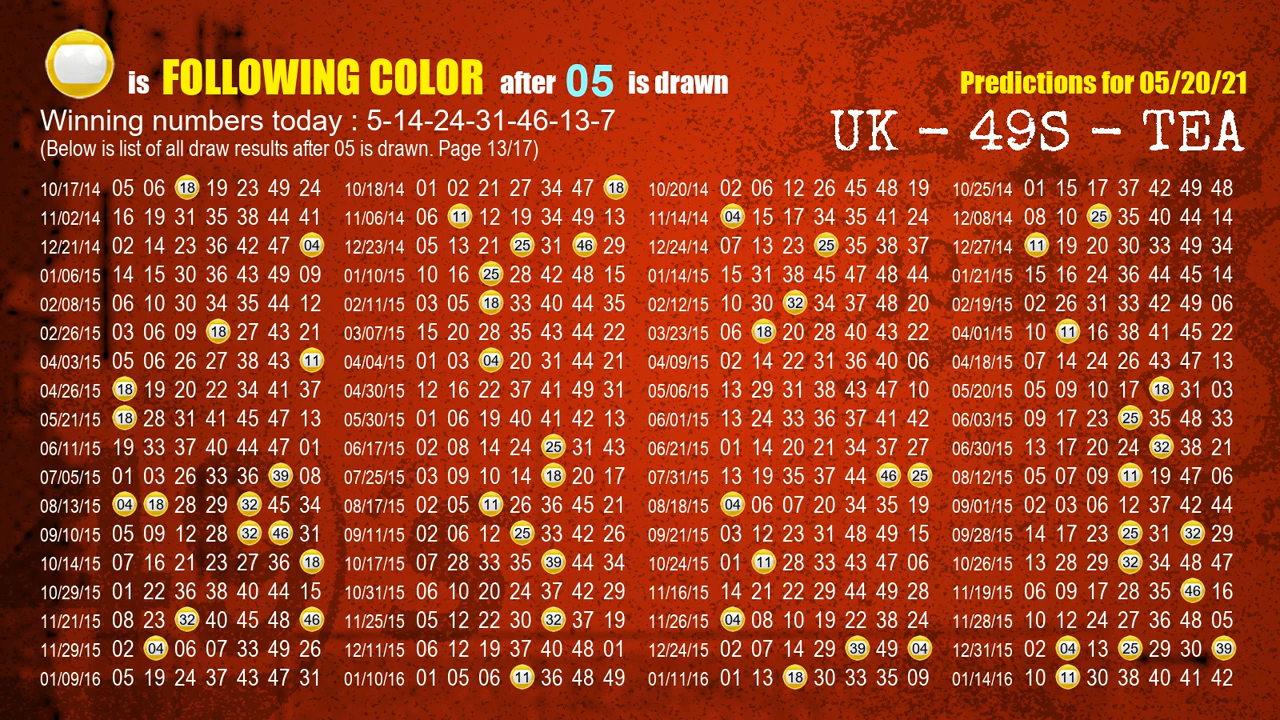 is FOLLOWING COLOR after 05 is drawn
Predictions for 05/20/21
Winning numbers today : 5-14-24-31-46-13-7
UK - 49S - TEA
(Below is list of all draw results after 05 is drawn. Page 13/17)
10/17/14 05 06 18 19 23 49 24 10/18/14 01 02 21 27 34 47 18 10/20/14 02 06 12 26 45 48 19 10/25/14 01 15 17 37 42 49 48
11/02/14 16 19 31 35 38 44 41 11/06/14 06 11 12 19 34 49 13 11/14/14 04 15 17 34 35 41 24 12/08/14 08 10 25 35 40 44 14
12/21/14 02 14 23 36 42 47 04 12/23/14 05 13 21 25 31 46 29 12/24/14 07 13 23 25 35 38 37 12/27/14 11 19 20 30 33 49 34
01/06/15 14 15 30 36 43 49 09 01/10/15 10 16 25 28 42 48 15 01/14/15 15 31 38 45 47 48 44 01/21/15 15 16 24 36 44 45 14
02/08/15 06 10 30 34 35 44 12 02/11/15 03 05 18 33 40 44 35 02/12/15 10 30 32 34 37 48 20 02/19/15 02 26 31 33 42 49 06
02/26/15 03 06 09 18 27 43 21 03/07/15 15 20 28 35 43 44 22 03/23/15 06 18 20 28 40 43 22 04/01/15 10 11 16 38 41 45 22
04/03/15 05 06 26 27 38 43 11 04/04/15 01 03 04 20 31 44 21 04/09/15 02 14 22 31 36 40 06 04/18/15 07 14 24 26 43 47 13
04/26/15 18 19 20 22 34 41 37 04/30/15 12 16 22 37 41 49 31 05/06/15 13 29 31 38 43 47 10 05/20/15 05 09 10 17 18 31 03
05/21/15 18 28 31 41 45 47 13 05/30/15 01 06 19 40 41 42 13 06/01/15 13 24 33 36 37 41 42 06/03/15 09 17 23 25 35 48 33
06/11/15 19 33 37 40 44 47 01 06/17/15 02 08 14 24 25 31 43 06/21/15 01 14 20 21 34 37 27 06/30/15 13 17 20 24 32 38 21
07/05/15 01 03 26 33 36 39 08 07/25/15 03 09 10 14 18 20 17 07/31/15 13 19 35 37 44 46 25 08/12/15 05 07 09 11 19 47 06
08/13/15 04 18 28 29 32 45 34 08/17/15 02 05 11 26 36 45 21 08/18/15 04 06 07 20 34 35 19 09/01/15 02 03 06 12 37 42 44
09/10/15 05 09 12 28 32 46 31 09/11/15 02 06 12 25 33 42 26 09/21/15 03 12 23 31 48 49 15 09/28/15 14 17 23 25 31 32 29
10/14/15 07 16 21 23 27 36 18 10/17/15 07 28 33 35 39 44 34 10/24/15 01 11 28 33 43 47 06 10/26/15 13 28 29 32 34 48 47
10/29/15 01 22 36 38 40 44 15 10/31/15 06 10 20 24 37 42 29 11/16/15 14 21 22 29 44 49 28 11/19/15 06 09 17 28 35 46 16
11/21/15 08 23 32 40 45 48 46 11/25/15 05 12 22 30 32 37 19 11/26/15 04 08 10 19 22 38 24 11/28/15 10 12 24 27 36 48 05
11/29/15 02 04 06 07 33 49 26 12/11/15 06 12 19 37 40 48 01 12/24/15 02 07 14 29 39 49 04 12/31/15 02 04 13 25 29 30 39
01/09/16 05 19 24 37 43 47 31 01/10/16 01 05 06 11 36 48 49 01/11/16 01 13 18 30 33 35 09 01/14/16 10 11 30 38 40 41 42